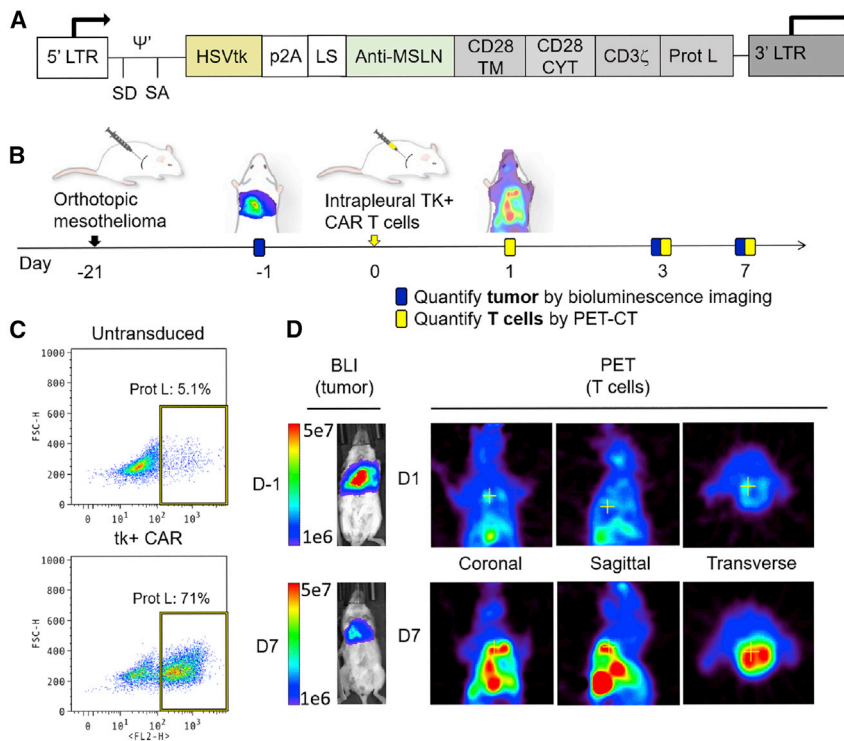 A
5' LTR
Ψ'
SD
SA
HSVtk
p2A
LS
Anti-MSLN
CD28
TM
CD28
CYT
CD3ζ
Prot L
3' LTR
B
Orthotopic
mesothelioma
Intrapleural TK+
CAR T cells
Day
-21
-1
0
1
3
7
Quantify tumor by bioluminescence imaging
Quantify T cells by PET-CT
C
Untransduced
Prot L: 5.1%
FSC-H
1000
800
600
400
200
0
0
10¹
10²
10³
tk+ CAR
Prot L: 71%
FSC-H
1000
800
600
400
200
0
0
10¹
10²
10³
<FL2-H>
D
BLI
(tumor)
PET
(T cells)
D-1
5e7
1e6
D1
Coronal
Sagittal
Transverse
D7
5e7
1e6
D7